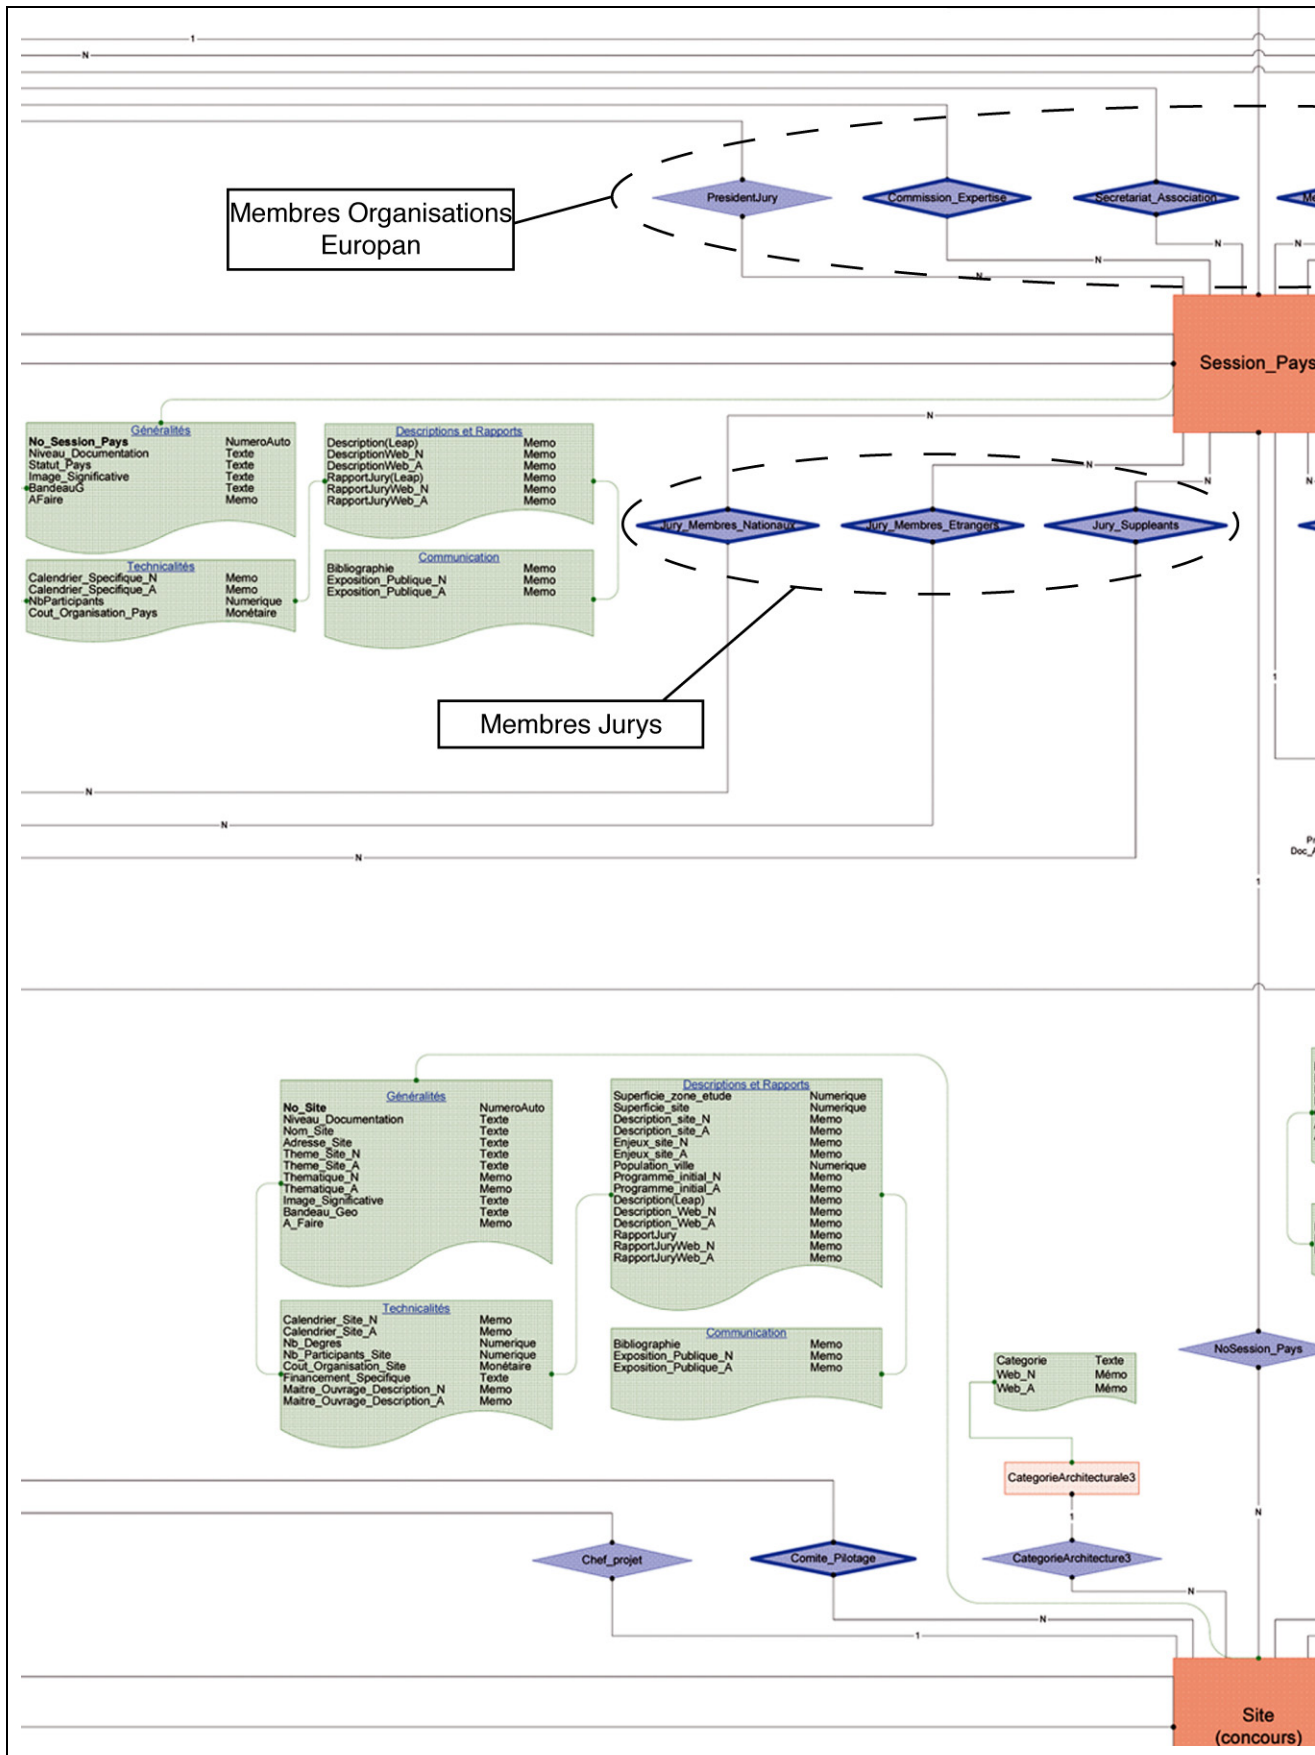 1
N
PresidentJury
Commission_Expertise
Secretariat_Association
Membres Organisations
Europan
N
N
N
N
Session_Pays
N
Généralités
No_Session_Pays NumeroAuto
Niveau_Documentation Texte
Statut_Pays Texte
Image_Significative Texte
BandeauG Texte
AFaire Memo
Descriptions et Rapports
Description(Leap) Memo
DescriptionWeb_N Memo
DescriptionWeb_A Memo
RapportJury(Leap) Memo
RapportJuryWeb_N Memo
RapportJuryWeb_A Memo
N
N
N
Jury_Membres_Nationaux
Jury_Membres_Etrangers
Jury_Suppleants
Technicalités
Calendrier_Specifique_N Memo
Calendrier_Specifique_A Memo
NbParticipants Numerique
Cout_Organisation_Pays Monétaire
Communication
Bibliographie Memo
Exposition_Publique_N Memo
Exposition_Publique_A Memo
1
Membres Jurys
N
N
N
Doc_A
1
Généralités
No_Site NumeroAuto
Niveau_Documentation Texte
Nom_Site Texte
Adresse_Site Texte
Theme_Site_N Texte
Theme_Site_A Texte
Thematique_N Memo
Thematique_A Memo
Image_Significative Texte
Bandeau_Geo Texte
A_Faire Memo
Descriptions et Rapports
Superficie_zone_etude Numerique
Superficie_site Numerique
Description_site_N Memo
Description_site_A Memo
Enjeux_site_N Memo
Enjeux_site_A Memo
Population_ville Numerique
Programme_initial_N Memo
Programme_initial_A Memo
Description(Leap) Memo
Description_Web_N Memo
Description_Web_A Memo
RapportJury Memo
RapportJuryWeb_N Memo
RapportJuryWeb_A Memo
Technicalités
Calendrier_Site_N Memo
Calendrier_Site_A Memo
Nb_Degres Numerique
Nb_Participants_Site Numerique
Cout_Organisation_Site Monétaire
Financement_Specifique Texte
Maitre_Ouvrage_Description_N Memo
Maitre_Ouvrage_Description_A Memo
Communication
Bibliographie Memo
Exposition_Publique_N Memo
Exposition_Publique_A Memo
NoSession_Pays
Categorie Texte
Web_N Mémo
Web_A Mémo
CategorieArchitecturale3
1
N
Chef_projet
Comite_Pilotage
CategorieArchitecture3
N
N
1
Site
(concours)